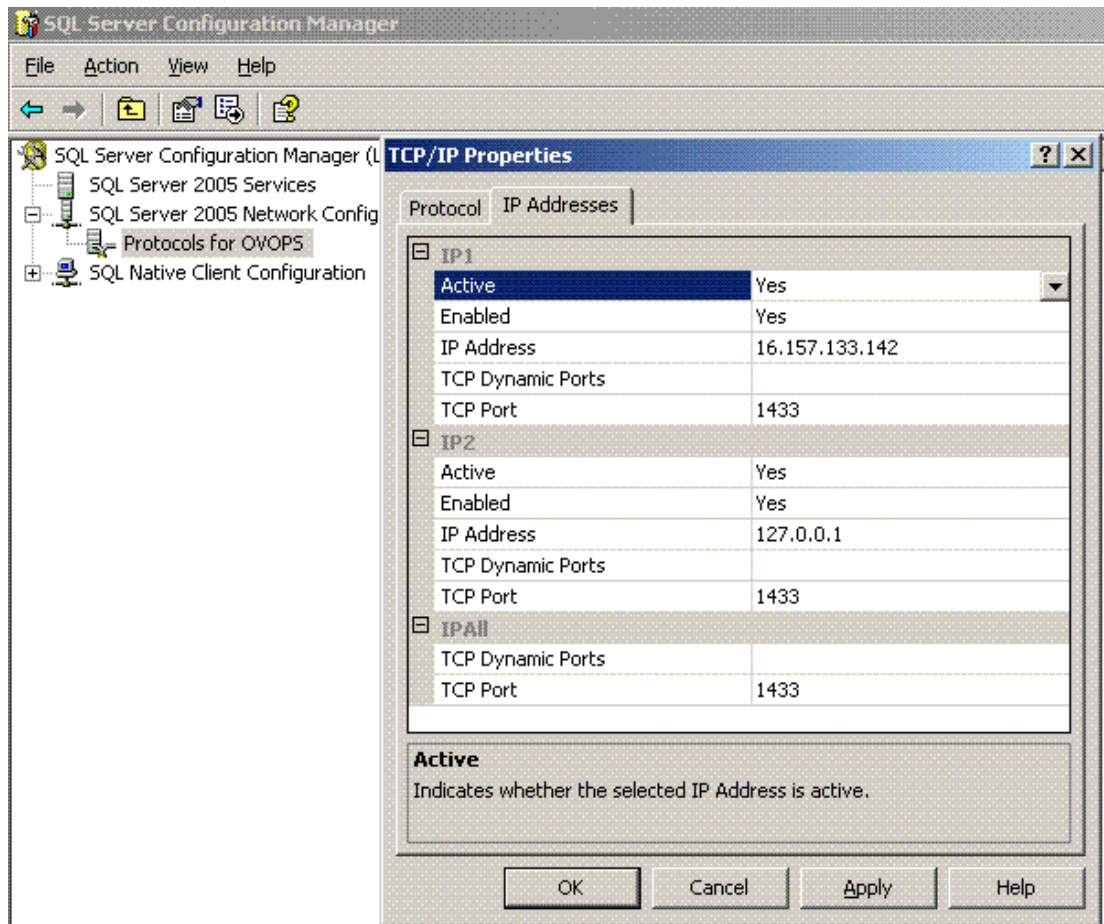 SQL Server Configuration Manager
File Action View Help
SQL Server Configuration Manager (L
SQL Server 2005 Services
SQL Server 2005 Network Config
Protocols for OVOPS
SQL Native Client Configuration
TCP/IP Properties
Protocol IP Addresses
IP1
Active Yes
Enabled Yes
IP Address 16.157.133.142
TCP Dynamic Ports
TCP Port 1433
IP2
Active Yes
Enabled Yes
IP Address 127.0.0.1
TCP Dynamic Ports
TCP Port 1433
IPAll
TCP Dynamic Ports
TCP Port 1433
Active
Indicates whether the selected IP Address is active.
OK Cancel Apply Help